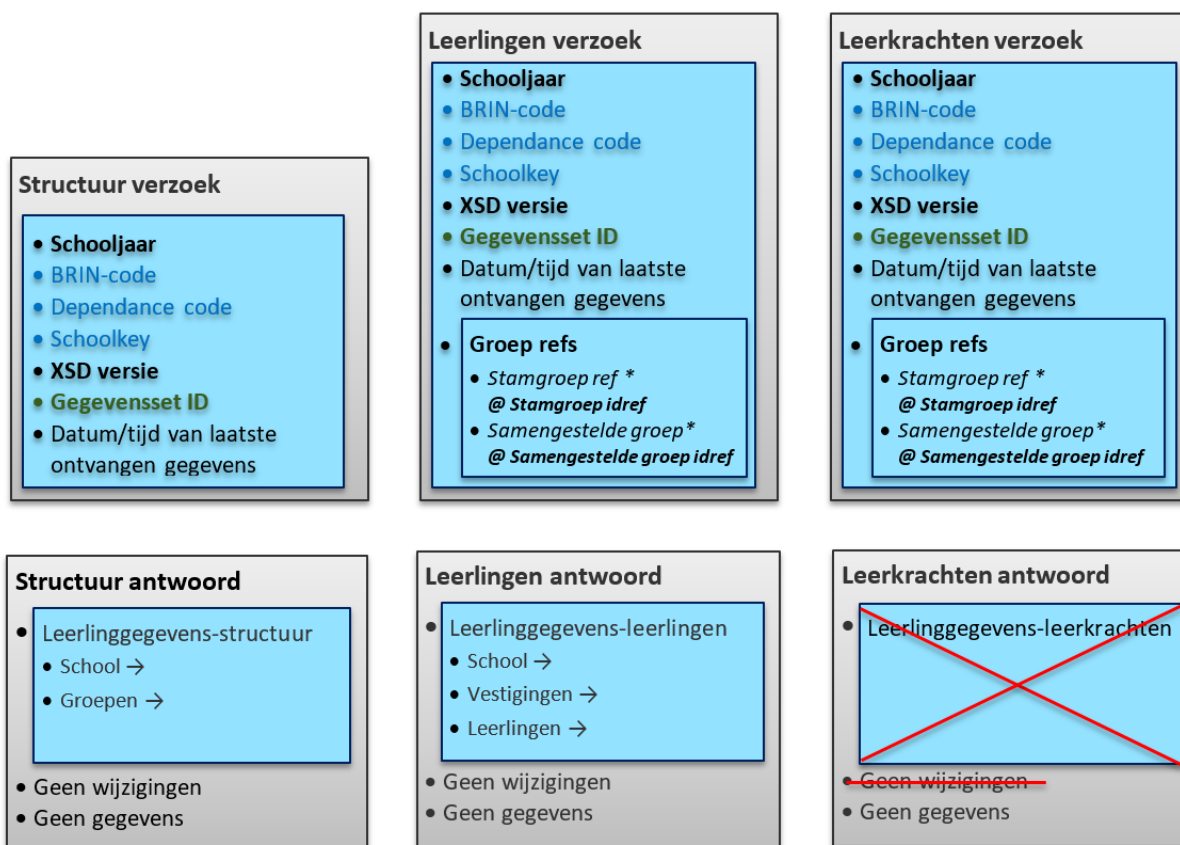 Structuur verzoek
• Schooljaar
• BRIN-code
• Dependance code
• Schoolkey
• XSD versie
• Gegevensset ID
• Datum/tijd van laatste
ontvangen gegevens
Leerlingen verzoek
• Schooljaar
• BRIN-code
• Dependance code
• Schoolkey
• XSD versie
• Gegevensset ID
• Datum/tijd van laatste
ontvangen gegevens
• Groep refs
• Stamgroep ref *
@ Stamgroep idref
• Samengestelde groep*
@ Samengestelde groep idref
Leerkrachten verzoek
• Schooljaar
• BRIN-code
• Dependance code
• Schoolkey
• XSD versie
• Gegevensset ID
• Datum/tijd van laatste
ontvangen gegevens
• Groep refs
• Stamgroep ref *
@ Stamgroep idref
• Samengestelde groep*
@ Samengestelde groep idref
Structuur antwoord
• Leerlinggegevens-structuur
• School →
• Groepen →
• Geen wijzigingen
• Geen gegevens
Leerlingen antwoord
• Leerlinggegevens-leerlingen
• School →
• Vestigingen →
• Leerlingen →
• Geen wijzigingen
• Geen gegevens
Leerkrachten antwoord
• Leerlinggegevens-leerkrachten
• Geen wijzigingen
• Geen gegevens